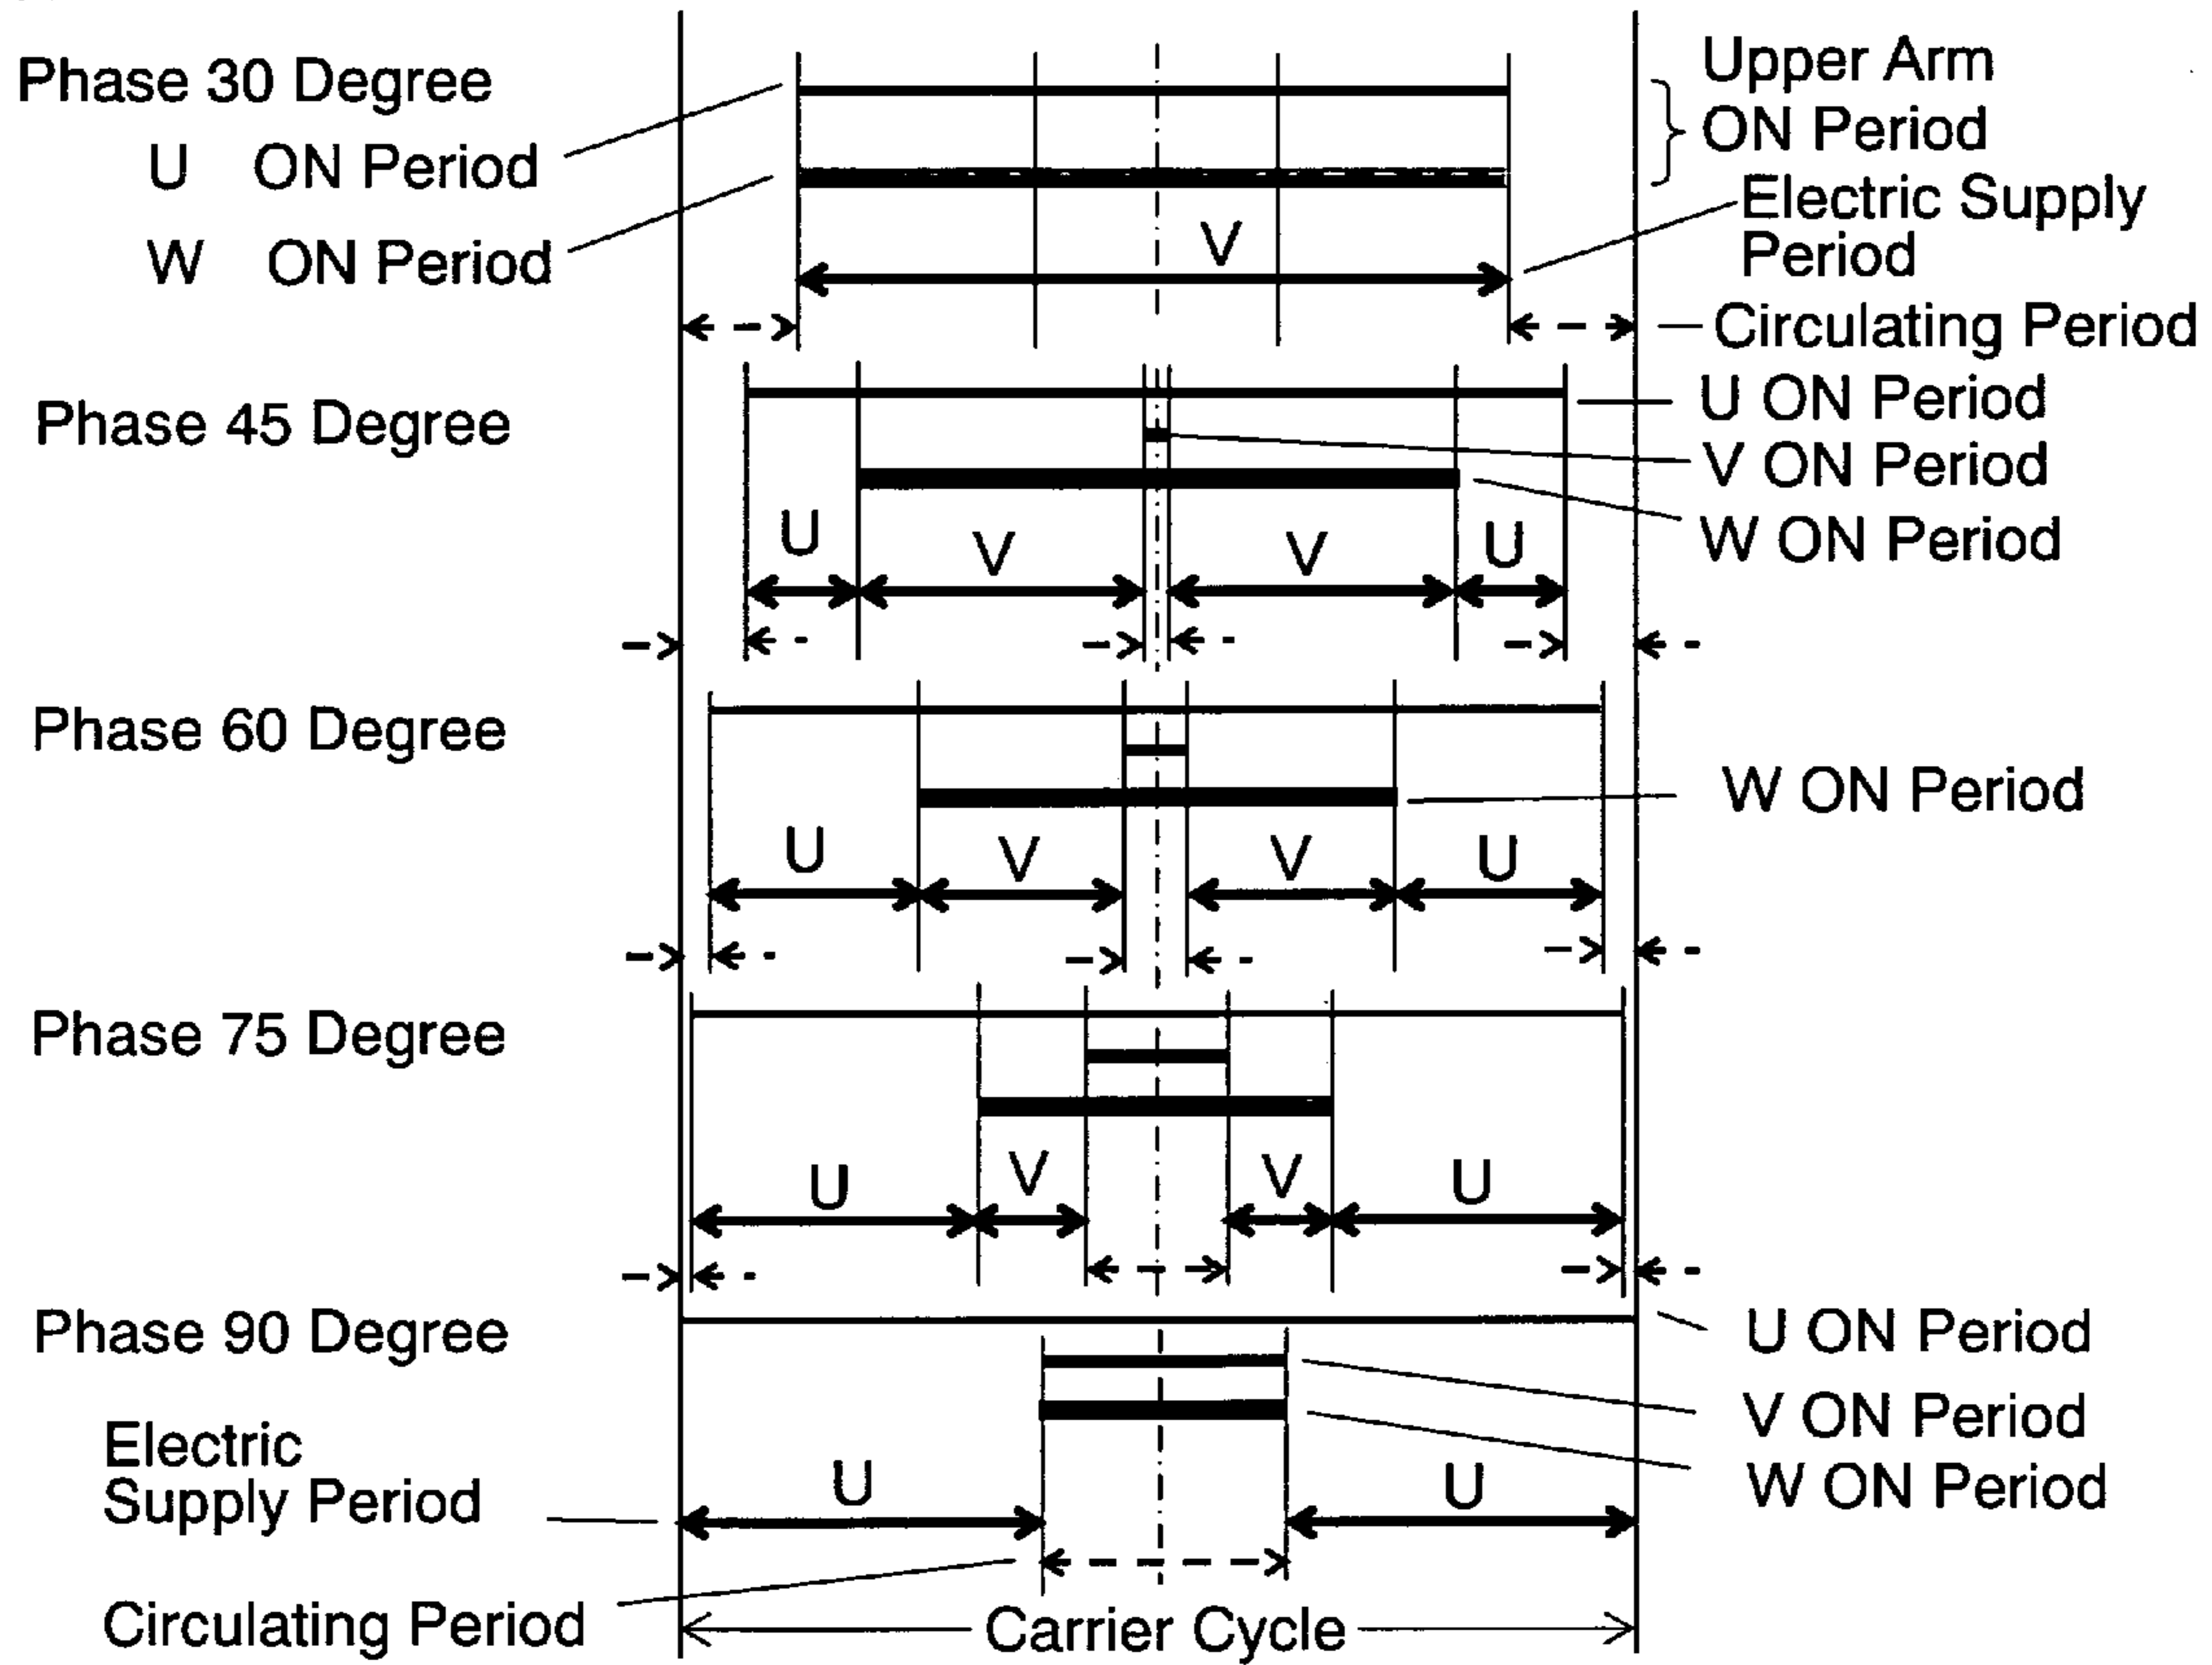 Phase 30 Degree
U ON Period
W ON Period
Upper Arm
ON Period
Electric Supply
Period
V
Circulating Period
Phase 45 Degree
U ON Period
V ON Period
W ON Period
U
V
V
U
Phase 60 Degree
W ON Period
U
V
V
U
Phase 75 Degree
U
V
V
U
Phase 90 Degree
U ON Period
V ON Period
W ON Period
Electric
Supply Period
U
U
Circulating Period
Carrier Cycle